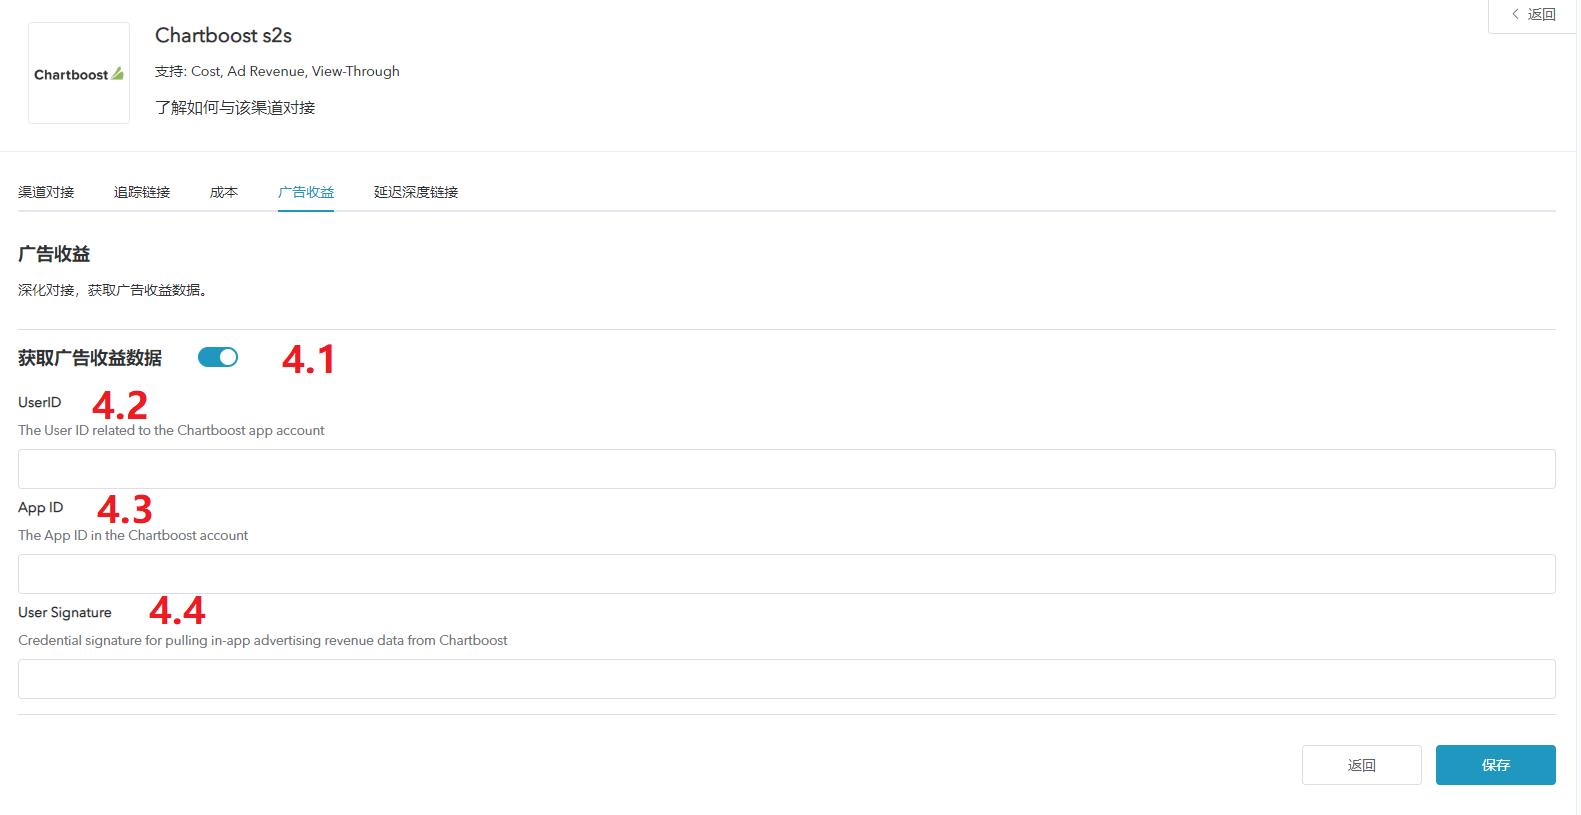 返回
Chartboost
Chartboost s2s
支持: Cost, Ad Revenue, View-Through
了解如何与该渠道对接
渠道对接 追踪链接 成本 广告收益 延迟深度链接
广告收益
深化对接，获取广告收益数据。
获取广告收益数据 4.1
UserID 4.2
The User ID related to the Chartboost app account
App ID 4.3
The App ID in the Chartboost account
User Signature 4.4
Credential signature for pulling in-app advertising revenue data from Chartboost
返回 保存